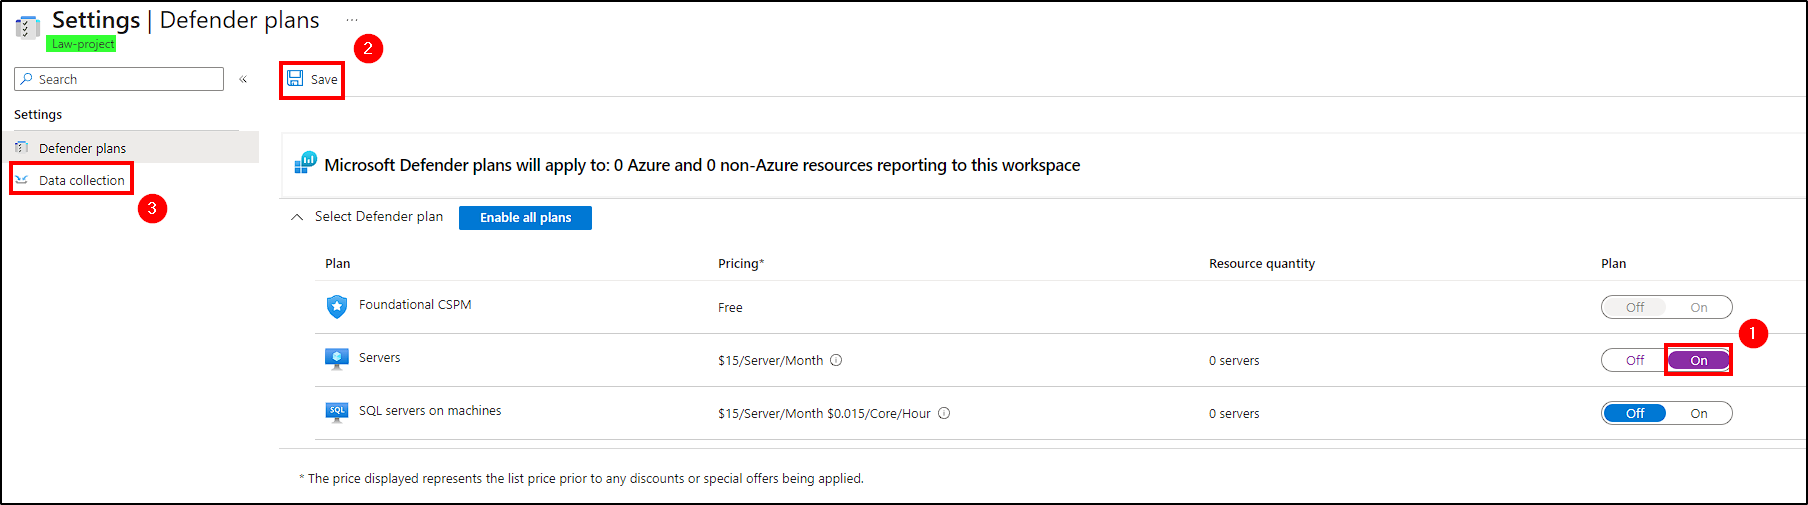 Settings | Defender plans ...
Law-project
2
Search «
Save
Settings
Defender plans
Data collection
3
Microsoft Defender plans will apply to: 0 Azure and 0 non-Azure resources reporting to this workspace
Select Defender plan Enable all plans
Plan Pricing* Resource quantity Plan
Foundational CSPM Free Off On
1
Servers $15/Server/Month 0 servers Off On
SQL SQL servers on machines $15/Server/Month $0.015/Core/Hour 0 servers Off On
* The price displayed represents the list price prior to any discounts or special offers being applied.